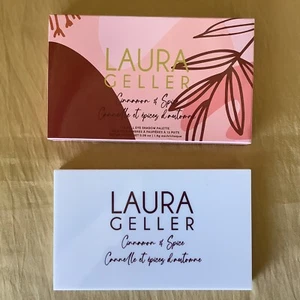 LAURA
GELLER
Cinnamon & Spice
Cannelle et épices d'automne
LAURA
GELLER
Cinnamon & Spice
Cannelle et épices d'automne